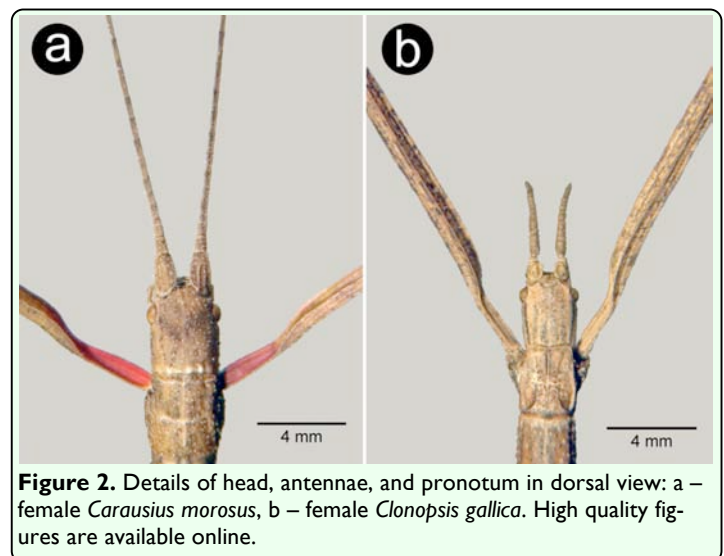 a
b
4 mm
4 mm
Figure 2. Details of head, antennae, and pronotum in dorsal view: a –
female Carausius morosus, b – female Clonopsis gallica. High quality fig-
ures are available online.